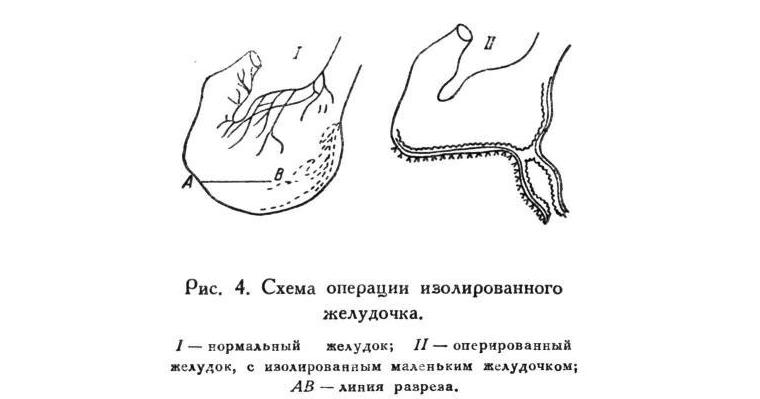 I II
A B
Рис. 4. Схема операции изолированного
желудочка.
I — нормальный желудок; II — оперированный
желудок, с изолированным маленьким желудочком;
AB — линия разреза.